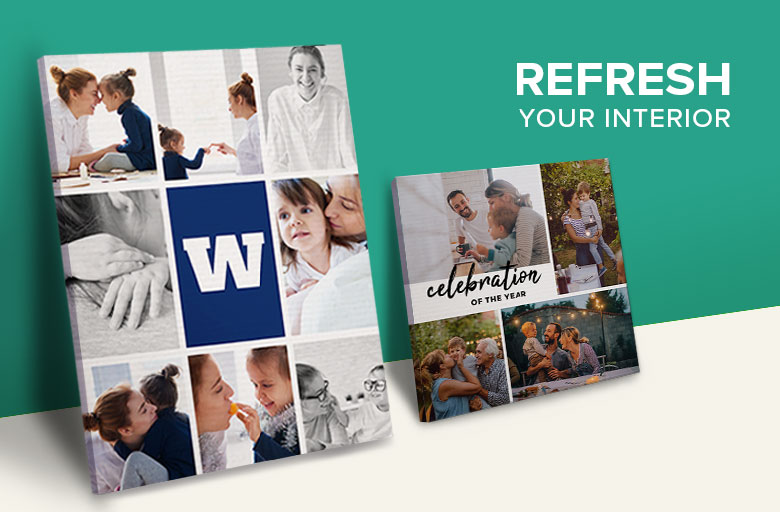 REFRESH
YOUR INTERIOR
W
celebration
OF THE YEAR